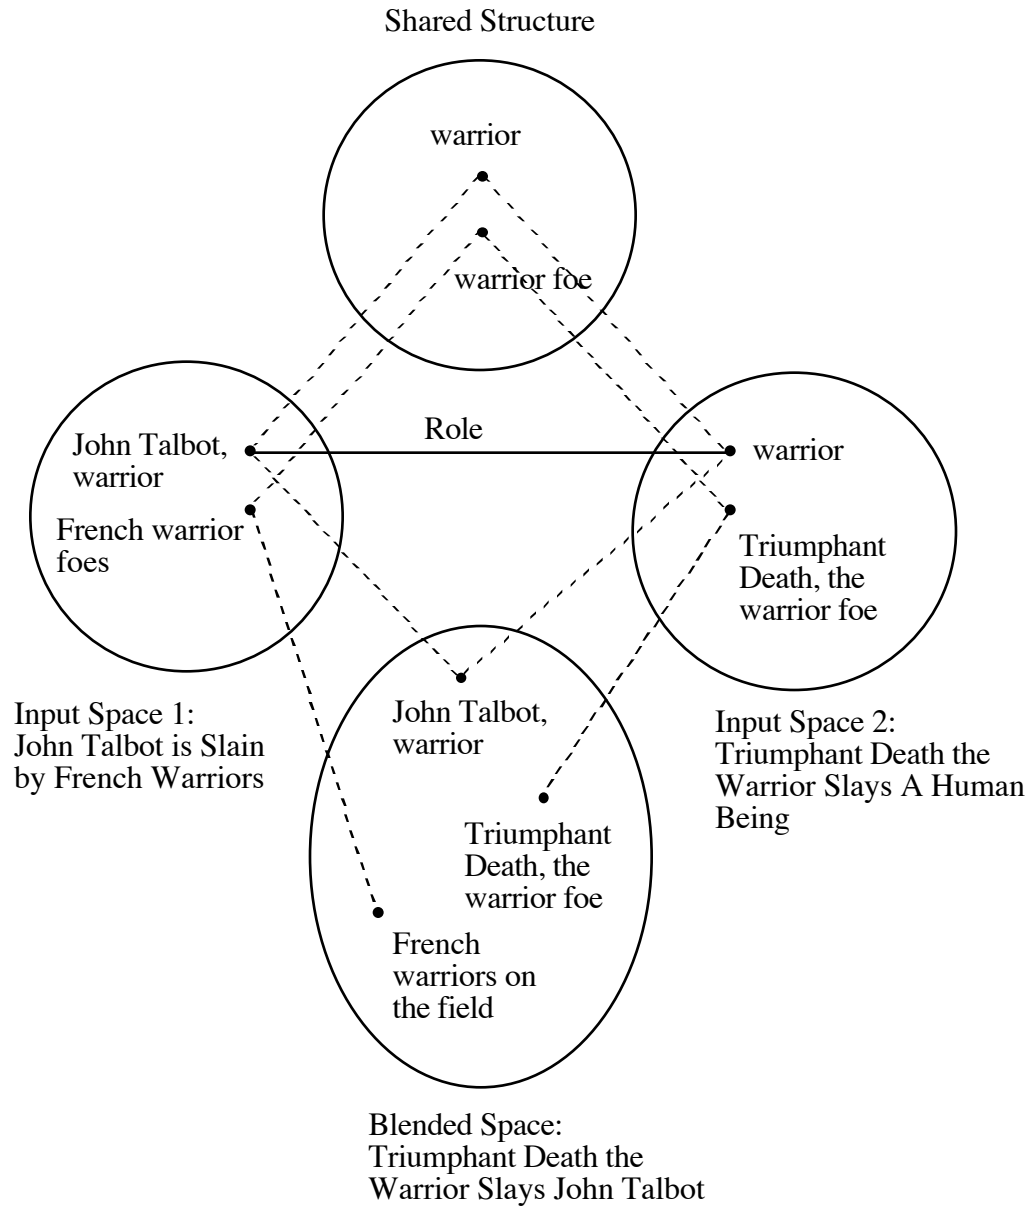 Shared Structure
warrior
warrior foe
Role
John Talbot,
warrior
French warrior
foes
warrior
Triumphant
Death, the
warrior foe
Input Space 1:
John Talbot is Slain
by French Warriors
John Talbot,
warrior
Triumphant
Death, the
warrior foe
French
warriors on
the field
Input Space 2:
Triumphant Death the
Warrior Slays A Human
Being
Blended Space:
Triumphant Death the
Warrior Slays John Talbot